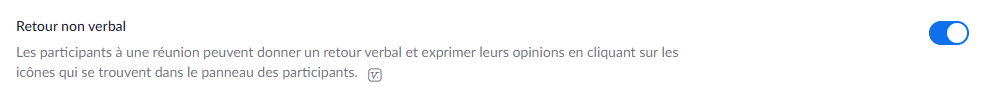 Retour non verbal
Les participants à une réunion peuvent donner un retour verbal et exprimer leurs opinions en cliquant sur les
icônes qui se trouvent dans le panneau des participants.